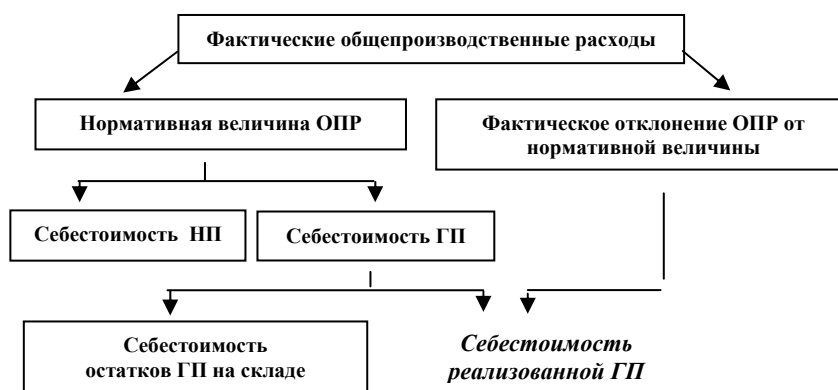 Фактические общепроизводственные расходы
Нормативная величина ОПР
Фактическое отклонение ОПР от
нормативной величины
Себестоимость НП
Себестоимость ГП
Себестоимость
остатков ГП на складе
Себестоимость
реализованной ГП